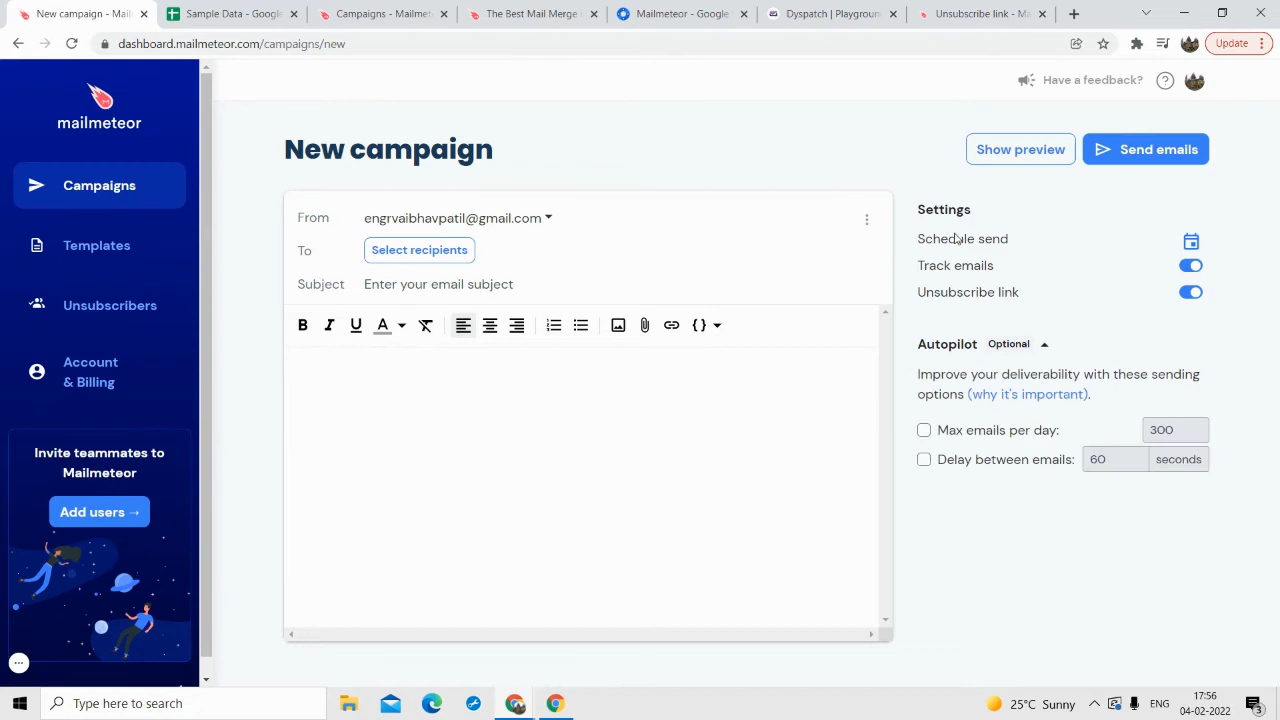 New campaign - Mail
Sample Data - Google
Campaigns - Mailmet
The Best Mail Merge
Mailmeteor - Google
Dyspatch | Playgroun
Unsubscribe link - Ma
dashboard.mailmeteor.com/campaigns/new
Update
mailmeteor
Have a feedback?
Campaigns
Templates
Unsubscribers
Account
& Billing
Invite teammates to
Mailmeteor
Add users →
New campaign
Show preview
Send emails
From engrvaibhavpatil@gmail.com
To Select recipients
Subject Enter your email subject
B I U A
Settings
Schedule send
Track emails
Unsubscribe link
Autopilot Optional
Improve your deliverability with these sending
options (why it's important).
Max emails per day: 300
Delay between emails: 60 seconds
Type here to search
25°C Sunny
ENG
17:56
04-02-2022
3